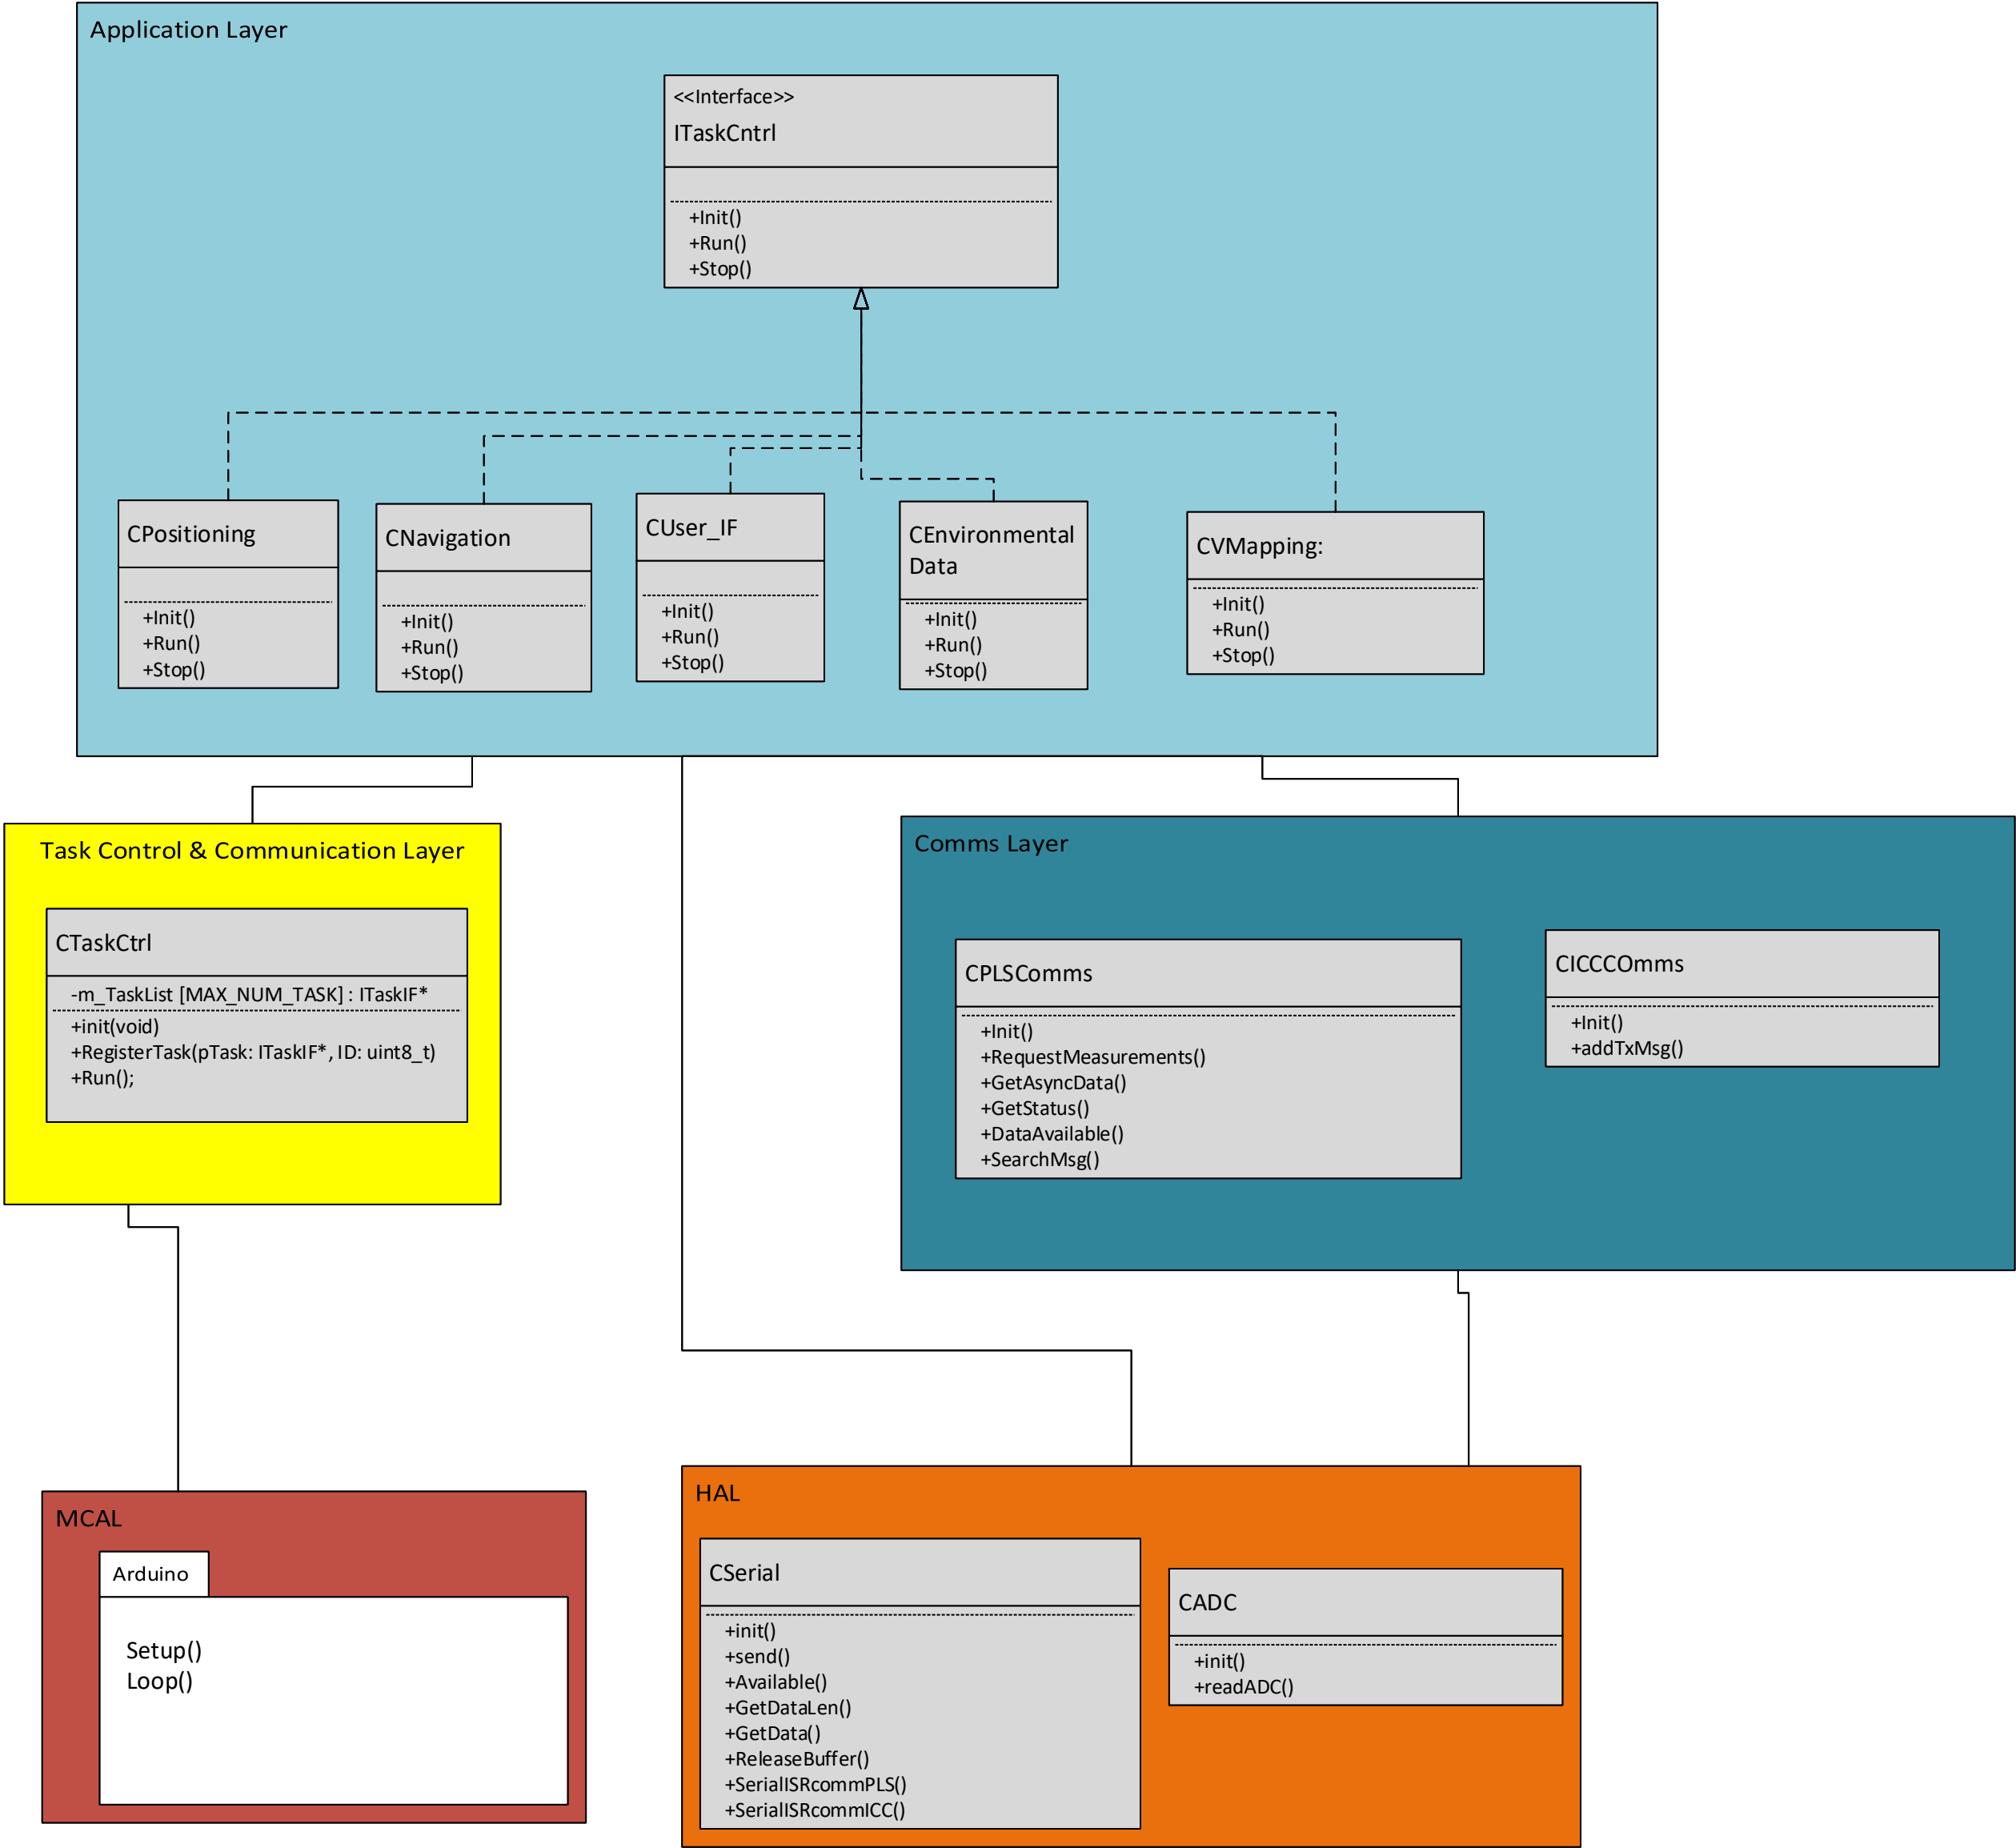 Application Layer
<<Interface>>
ITaskCntrl
+Init()
+Run()
+Stop()
CPositioning
+Init()
+Run()
+Stop()
CNavigation
+Init()
+Run()
+Stop()
CUser_IF
+Init()
+Run()
+Stop()
CEnvironmental
Data
+Init()
+Run()
+Stop()
CVMapping:
+Init()
+Run()
+Stop()
Task Control & Communication Layer
CTaskCtrl
-m_TaskList [MAX_NUM_TASK] : ITaskIF*
+init(void)
+RegisterTask(pTask: ITaskIF*, ID: uint8_t)
+Run();
Comms Layer
CPLSComms
+Init()
+RequestMeasurements()
+GetAsyncData()
+GetStatus()
+DataAvailable()
+SearchMsg()
CICCCOmms
+Init()
+addTxMsg()
MCAL
Arduino
Setup()
Loop()
HAL
CSerial
+init()
+send()
+Available()
+GetDataLen()
+GetData()
+ReleaseBuffer()
+SerialISRcommPLS()
+SerialISRcommICC()
CADC
+init()
+readADC()